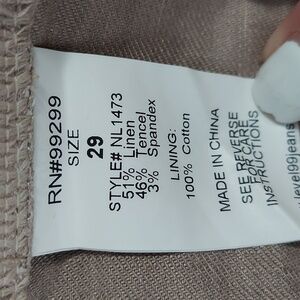 RN#99299
SIZE
29
STYLE# NL1473
51% Linen
46% Tencel
3% Spandex
LINING:
100% Cotton
MADE IN CHINA
SEE REVERSE
FOR CARE
INSTRUCTIONS
level99jeans